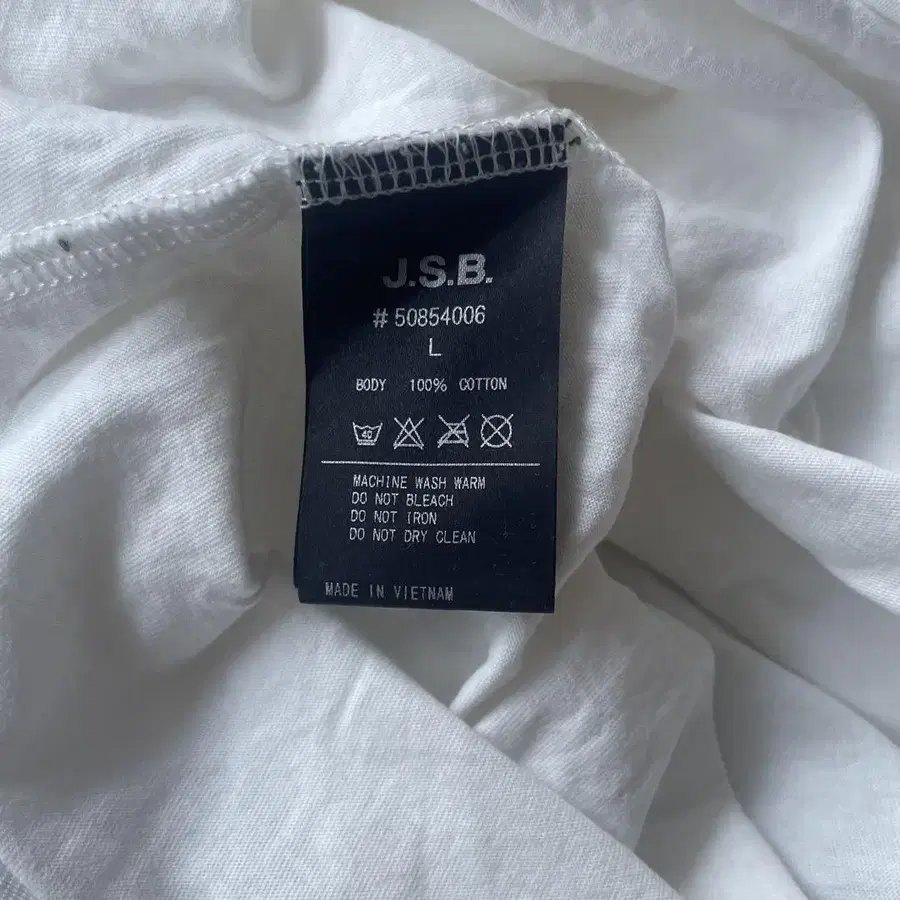 J.S.B.
# 50854006
L
BODY 100% COTTON
40
MACHINE WASH WARM
DO NOT BLEACH
DO NOT IRON
DO NOT DRY CLEAN
MADE IN VIETNAM